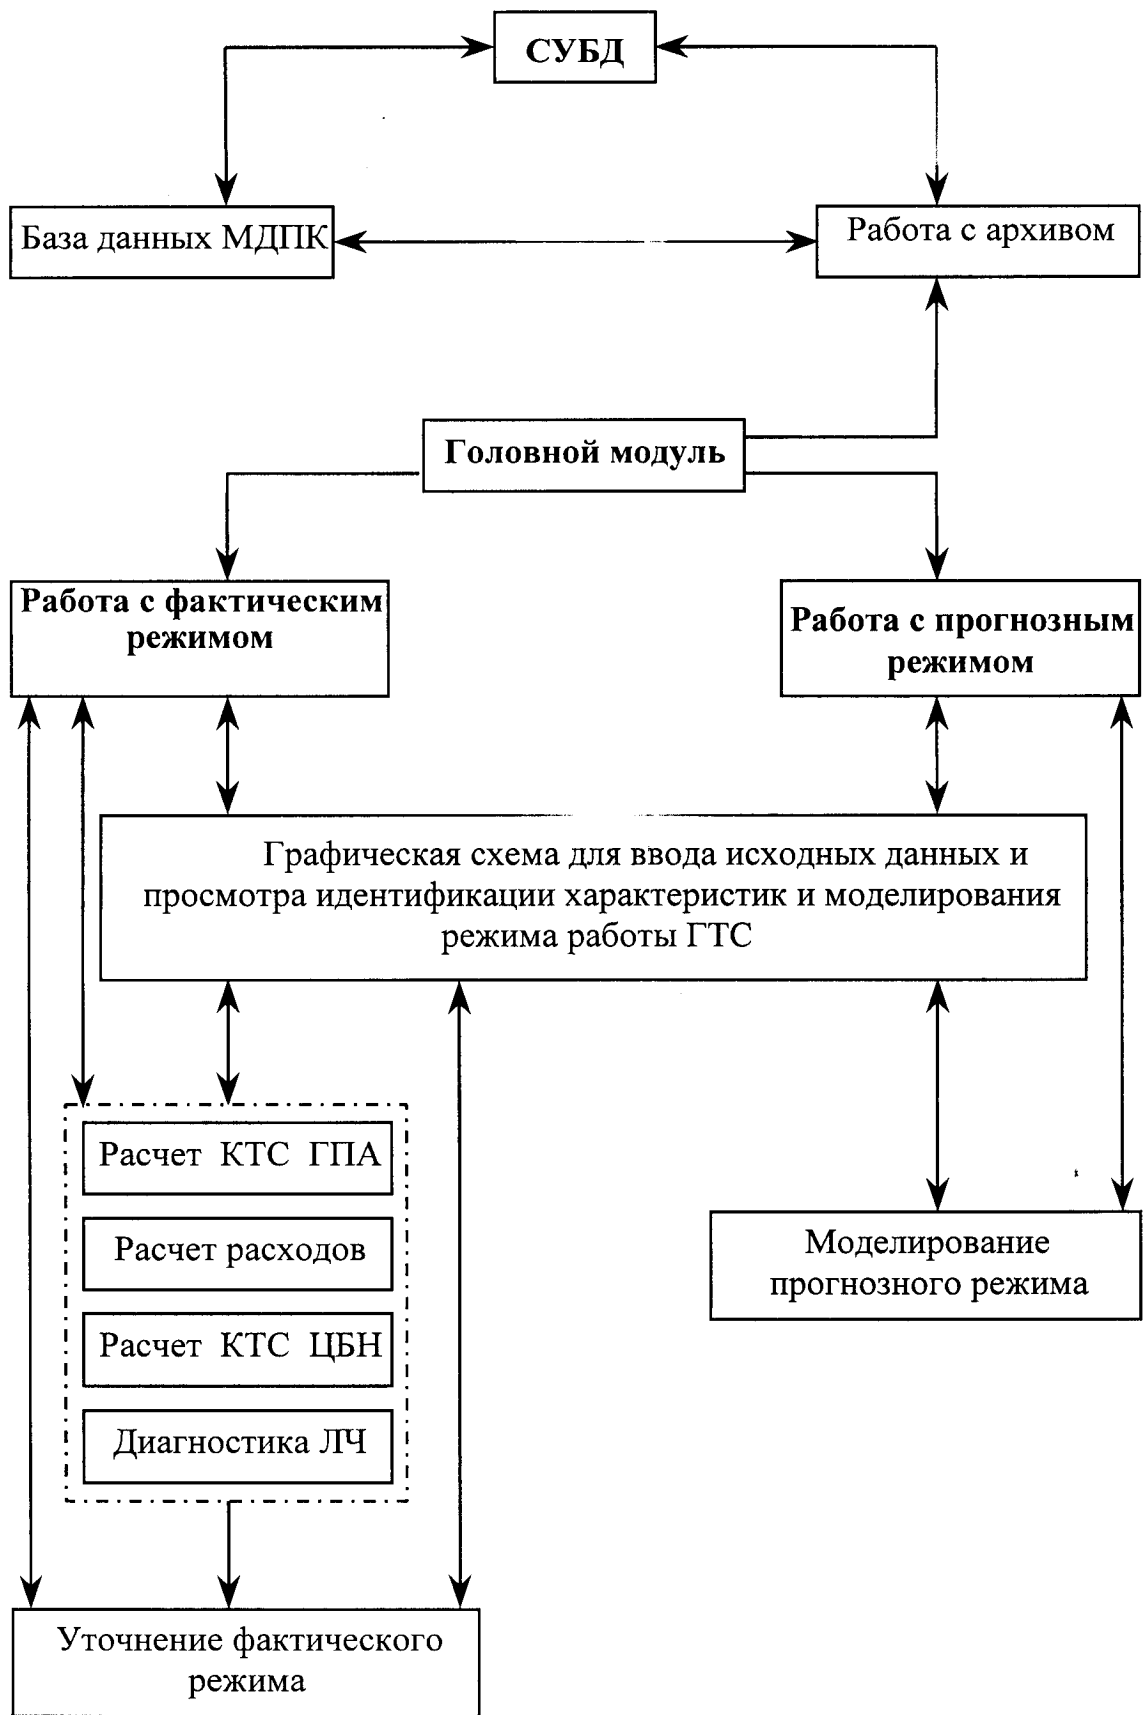 СУБД
База данных МДПК
Работа с архивом
Головной модуль
Работа с фактическим
режимом
Работа с прогнозным
режимом
Графическая схема для ввода исходных данных и
просмотра идентификации характеристик и моделирования
режима работы ГТС
Расчет КТС ГПА
Расчет расходов
Расчет КТС ЦБН
Диагностика ЛЧ
Моделирование
прогнозного режима
Уточнение фактического
режима